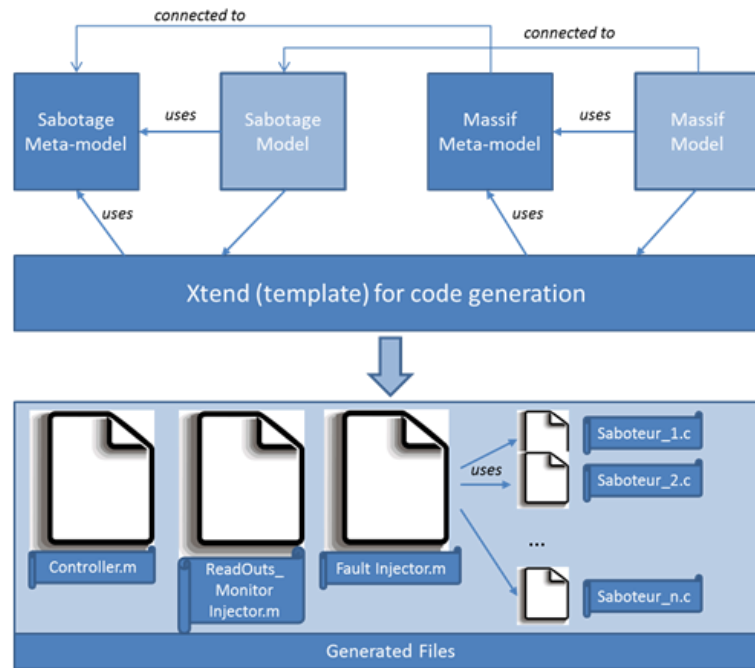 connected to
connected to
Sabotage
Meta-model
uses
Sabotage
Model
Massif
Meta-model
uses
Massif
Model
uses
uses
Xtend (template) for code generation
Saboteur_1.c
uses
Saboteur_2.c
...
Controller.m
ReadOuts_
Monitor
Injector.m
Fault Injector.m
Saboteur_n.c
Generated Files